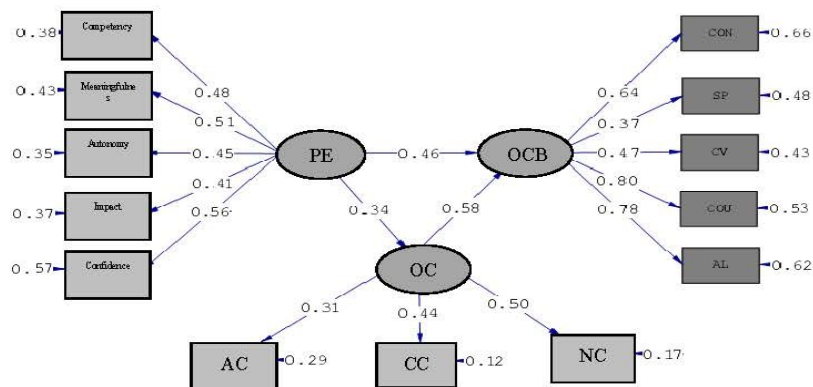 0.38
Competency
CON
0.66
0.43
Meaningfulnes
s
0.48
0.64
SP
0.48
0.51
0.37
0.35
Autonomy
0.45
PE
0.46
OCB
0.47
CV
0.43
0.41
0.80
0.37
Impact
0.34
0.58
COU
0.53
0.56
0.78
0.57
Confidence
OC
AL
0.62
0.31
0.44
0.50
AC
0.29
CC
0.12
NC
0.17